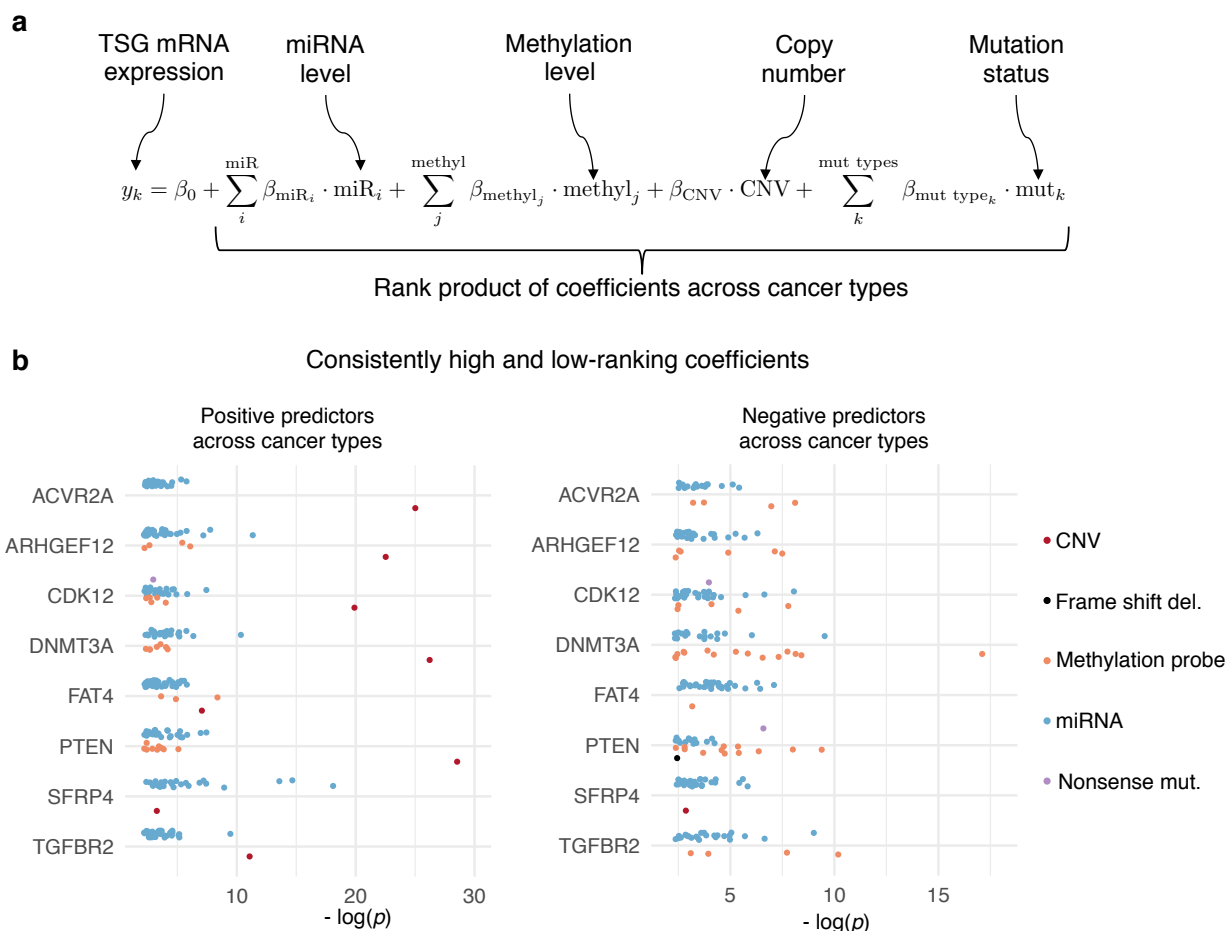 a
TSG mRNA
expression
miRNA
level
Methylation
level
Copy
number
Mutation
status
miR methyl mut types
y_k = β_0 + ∑ β_miR_i · miR_i + ∑ β_methyl_j · methyl_j + β_CNV · CNV + ∑ β_mut type_k · mut_k
i j k
Rank product of coefficients across cancer types
b
Consistently high and low-ranking coefficients
Positive predictors
across cancer types
ACVR2A
ARHGEF12
CDK12
DNMT3A
FAT4
PTEN
SFRP4
TGFBR2
10 20 30
- log(p)
Negative predictors
across cancer types
ACVR2A
ARHGEF12
CDK12
DNMT3A
FAT4
PTEN
SFRP4
TGFBR2
5 10 15
- log(p)
CNV
Frame shift del.
Methylation probe
miRNA
Nonsense mut.